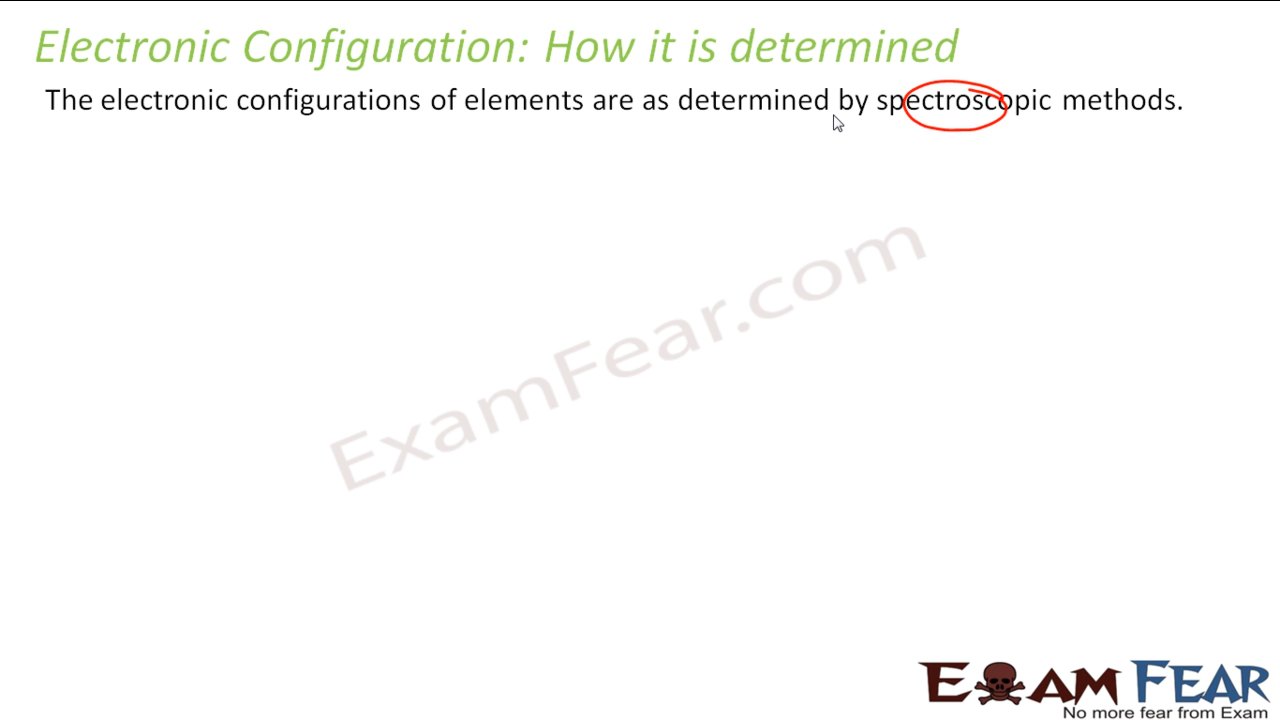 Electronic Configuration: How it is determined
The electronic configurations of elements are as determined by spectroscopic methods.
ExamFear.com
EXAM FEAR
No more fear from Exam